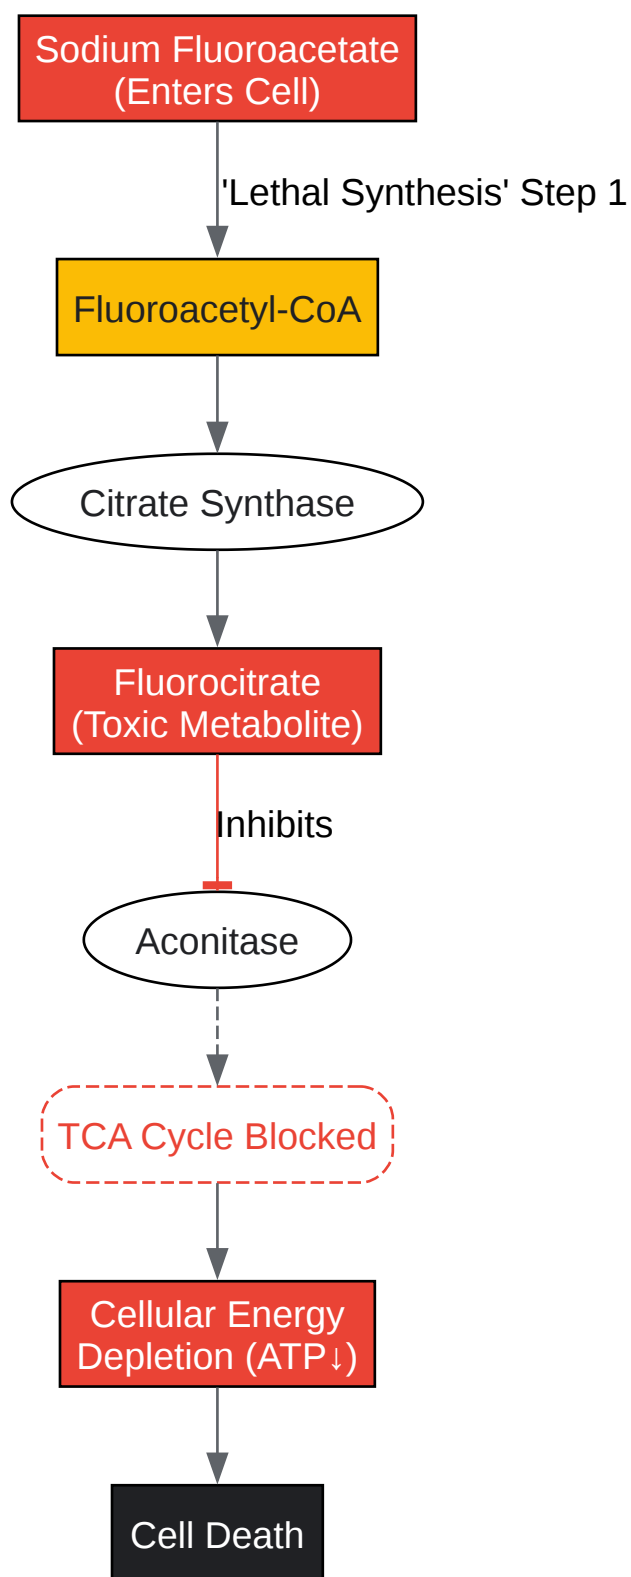 Sodium Fluoroacetate
(Enters Cell)
'Lethal Synthesis' Step 1
Fluoroacetyl-CoA
Citrate Synthase
Fluorocitrate
(Toxic Metabolite)
Inhibits
Aconitase
TCA Cycle Blocked
Cellular Energy
Depletion (ATP↓)
Cell Death